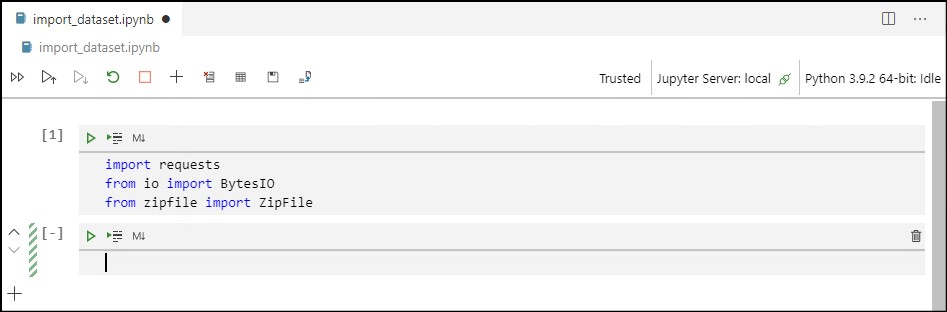 import_dataset.ipynb
import_dataset.ipynb
Trusted
Jupyter Server: local
Python 3.9.2 64-bit: Idle
[1]
M↓
import requests
from io import BytesIO
from zipfile import ZipFile
[-]
M↓